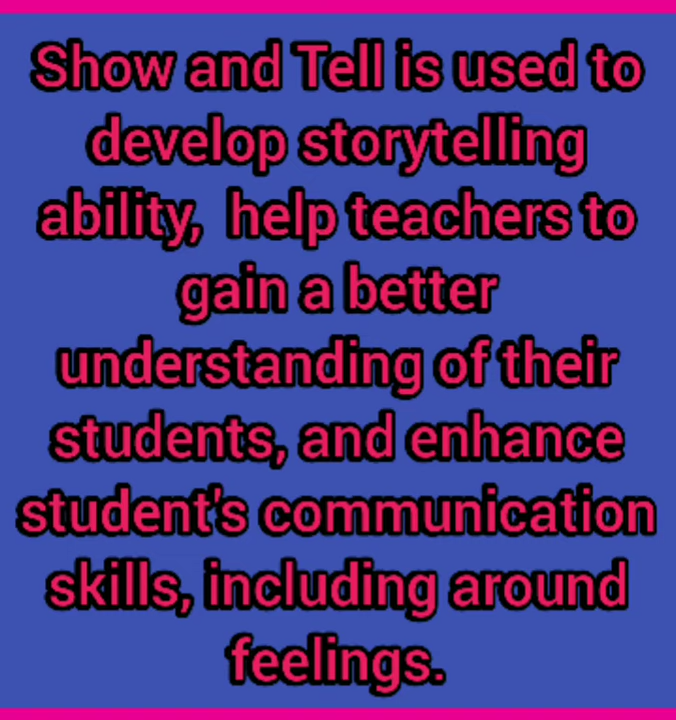 Show and Tell is used to
develop storytelling
ability,  help teachers to
gain a better
understanding of their
students, and enhance
student's communication
skills, including around
feelings.